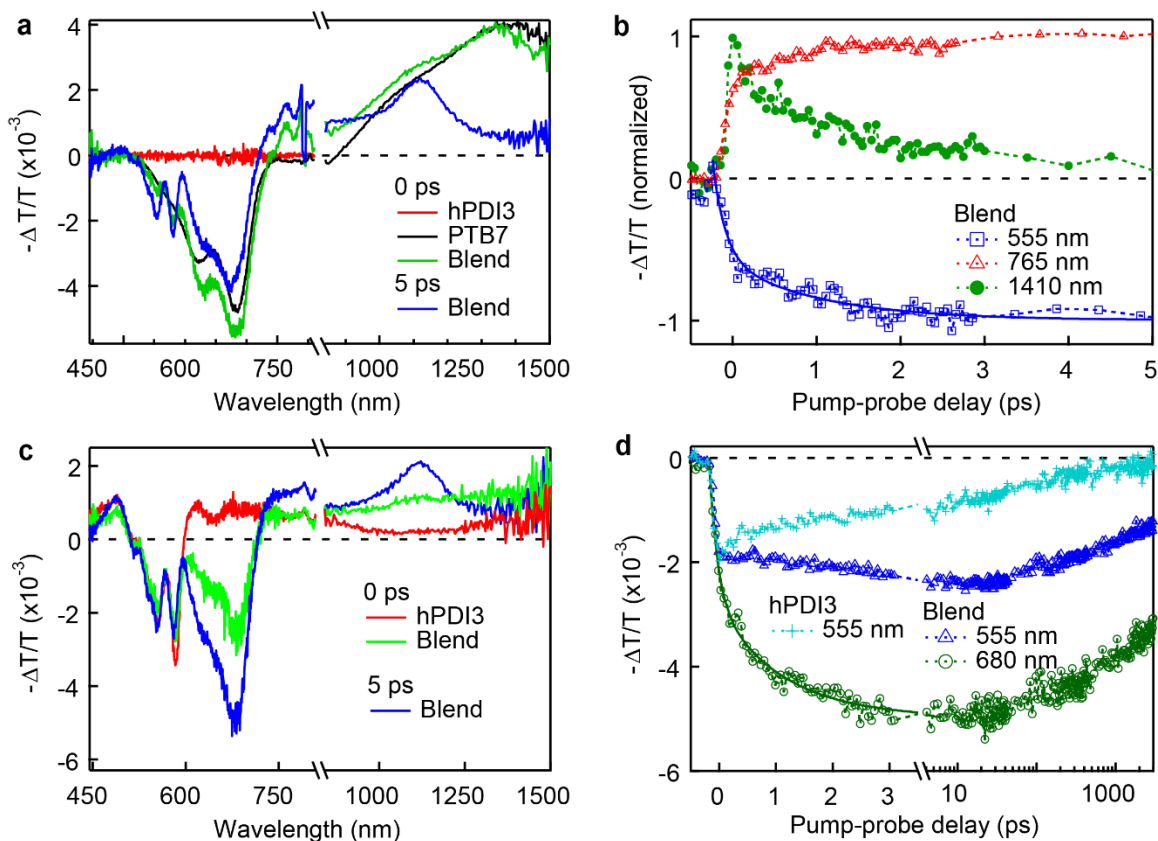 a
-ΔT/T (x10⁻³)
4
2
0
-2
-4
0 ps
hPDI3
PTB7
Blend
5 ps
Blend
450
600
750
1000
1250
1500
Wavelength (nm)
b
-ΔT/T (normalized)
1
0
-1
Blend
555 nm
765 nm
1410 nm
0
1
2
3
4
5
Pump-probe delay (ps)
c
-ΔT/T (x10⁻³)
2
0
-2
-4
-6
0 ps
hPDI3
Blend
5 ps
Blend
450
600
750
1000
1250
1500
Wavelength (nm)
d
-ΔT/T (x10⁻³)
0
-2
-4
-6
hPDI3
555 nm
Blend
555 nm
680 nm
0
1
2
3
10
1000
Pump-probe delay (ps)